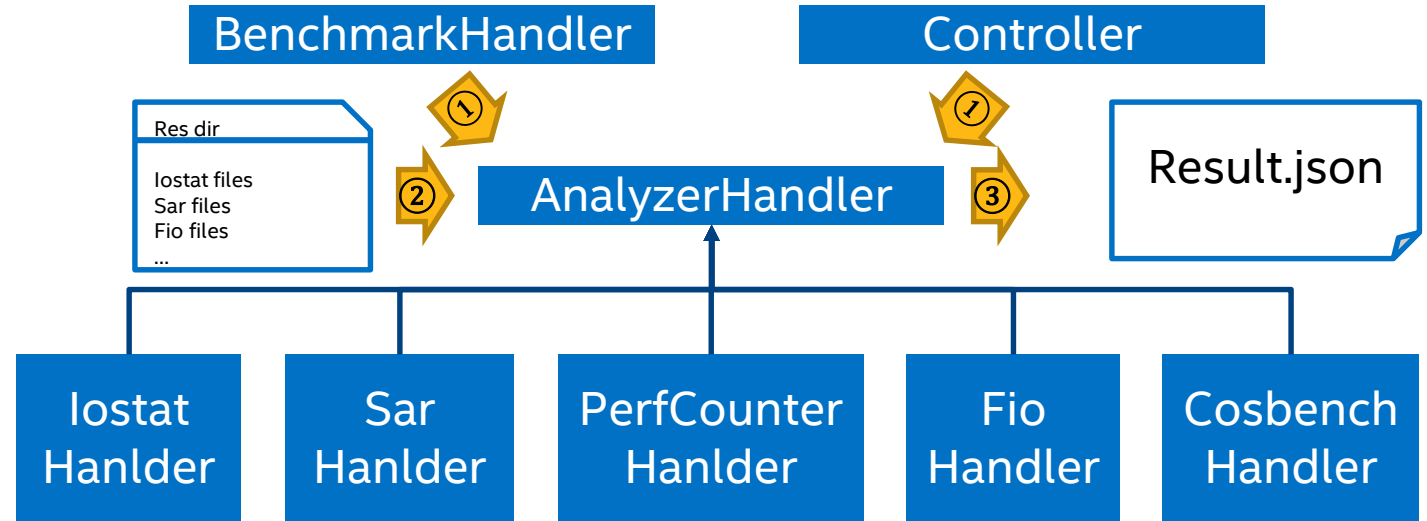 BenchmarkHandler
Controller
①
①
Res dir
Iostat files
Sar files
Fio files
...
②
AnalyzerHandler
③
Result.json
Iostat
Hanlder
Sar
Hanlder
PerfCounter
Hanlder
Fio
Handler
Cosbench
Handler